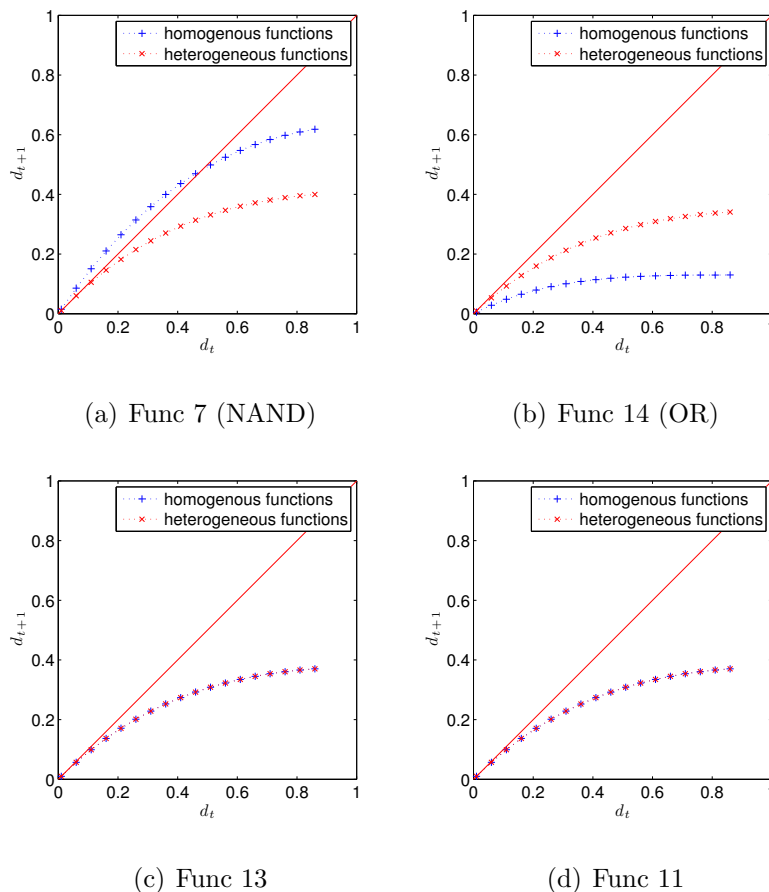 1
0.8
0.6
0.4
0.2
0
0 0.2 0.4 0.6 0.8 1
d_{t+1}
d_t
homogenous functions
heterogeneous functions
(a) Func 7 (NAND)
1
0.8
0.6
0.4
0.2
0
0 0.2 0.4 0.6 0.8
d_{t+1}
d_t
homogenous functions
heterogeneous functions
(b) Func 14 (OR)
1
0.8
0.6
0.4
0.2
0
0 0.2 0.4 0.6 0.8 1
d_{t+1}
d_t
homogenous functions
heterogeneous functions
(c) Func 13
1
0.8
0.6
0.4
0.2
0
0 0.2 0.4 0.6 0.8
d_{t+1}
d_t
homogenous functions
heterogeneous functions
(d) Func 11